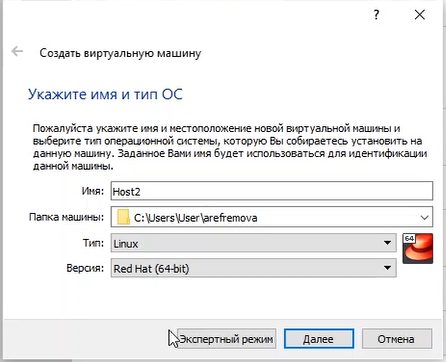 ?
Создать виртуальную машину
Укажите имя и тип ОС
Пожалуйста укажите имя и местоположение новой виртуальной машины и
выберите тип операционной системы, которую Вы собираетесь установить на
данную машину. Заданное Вами имя будет использоваться для идентификации
данной машины.
Имя: Host2
Папка машины: C:\Users\User\arefremova
Тип: Linux
64
Версия: Red Hat (64-bit)
Экспертный режим Далее Отмена